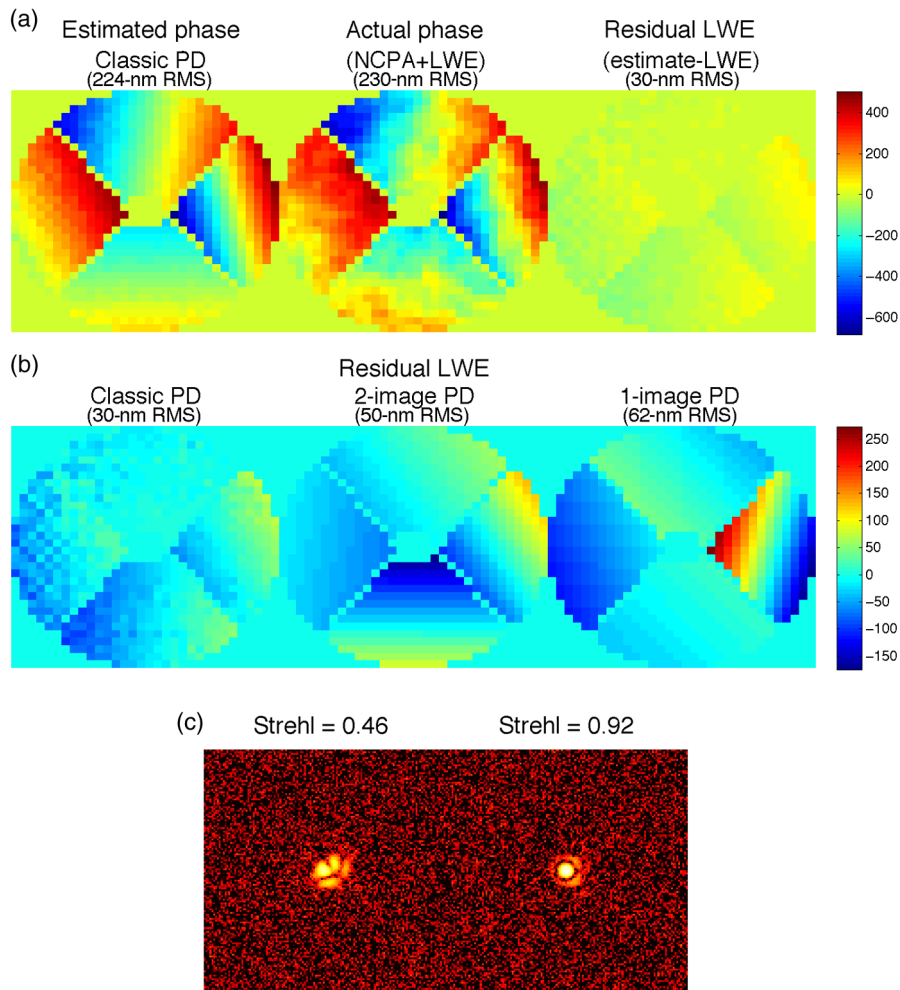 (a)
Estimated phase Actual phase Residual LWE
Classic PD (NCPA+LWE) (estimate-LWE)
(224-nm RMS) (230-nm RMS) (30-nm RMS)
400
200
0
−200
−400
−600
(b)
Residual LWE
Classic PD 2-image PD 1-image PD
(30-nm RMS) (50-nm RMS) (62-nm RMS)
250
200
150
100
50
0
−50
−100
−150
(c)
Strehl = 0.46 Strehl = 0.92